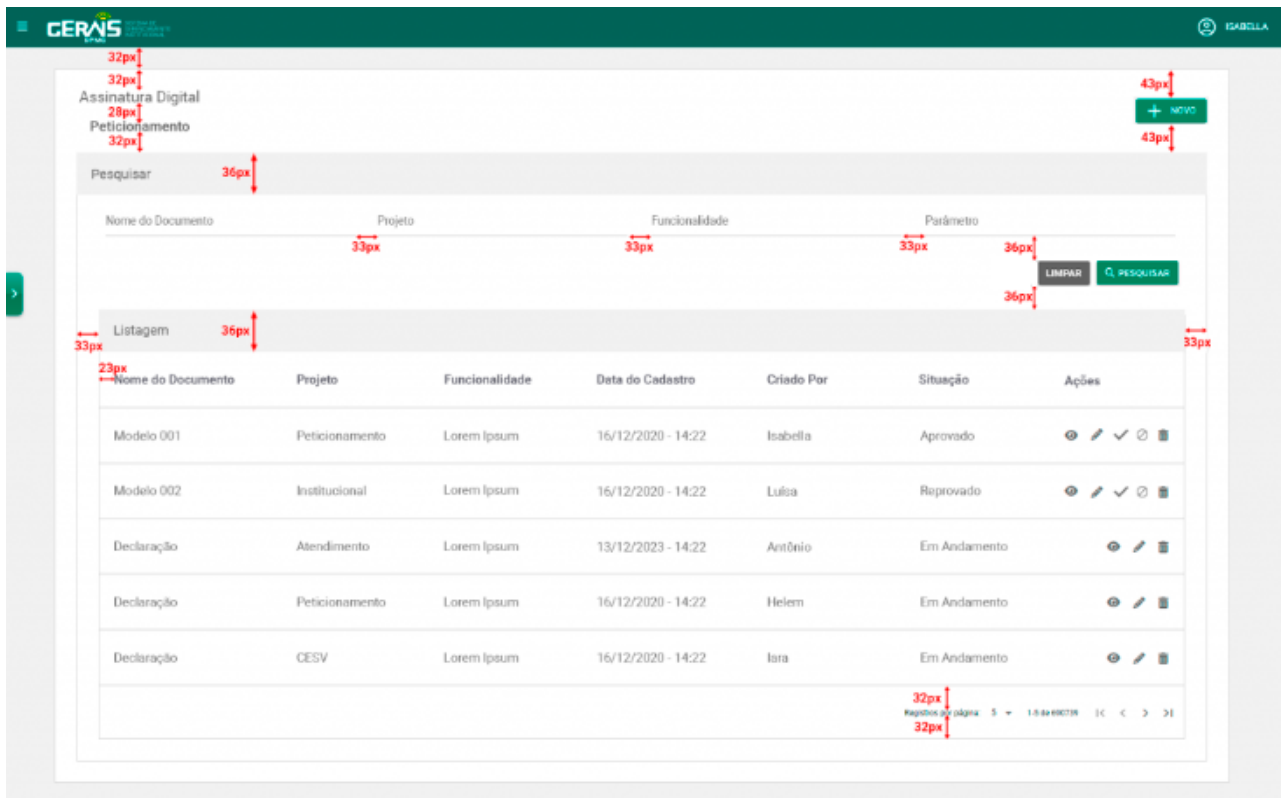 GERAIS
ISABELLA
32px
32px
43px
Assinatura Digital
28px
NOVO
Peticionamento
32px
43px
Pesquisar 36px
Nome do Documento Projeto Funcionalidade Parâmetro
33px 33px 33px 36px
LIMPAR PESQUISAR
36px
Listagem 36px
33px 33px
23px
Nome do Documento Projeto Funcionalidade Data do Cadastro Criado Por Situação Ações
Modelo 001 Peticionamento Lorem Ipsum 16/12/2020 - 14:22 Isabella Aprovado
Modelo 002 Institucional Lorem Ipsum 16/12/2020 - 14:22 Luísa Reprovado
Declaração Atendimento Lorem Ipsum 13/12/2023 - 14:22 Antônio Em Andamento
Declaração Peticionamento Lorem Ipsum 16/12/2020 - 14:22 Helem Em Andamento
Declaração CESV Lorem Ipsum 16/12/2020 - 14:22 Iara Em Andamento
32px
Registros por página: 5 1-5 de
32px